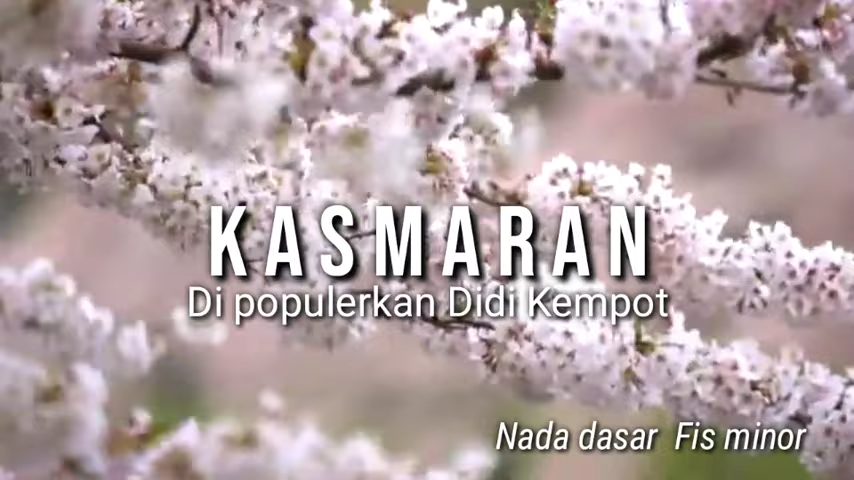 KASMARAN
Di populerkan Didi Kempot
Nada dasar Fis minor